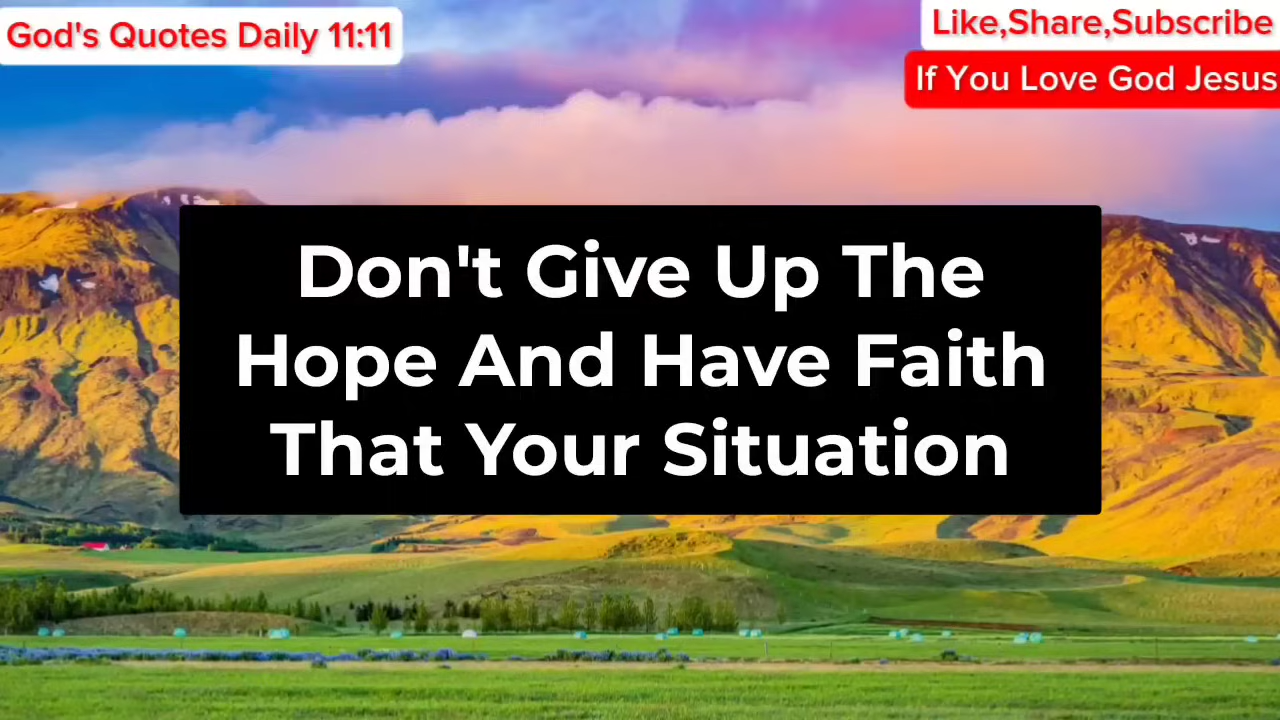 God's Quotes Daily 11:11
Like,Share,Subscribe
If You Love God Jesus
Don't Give Up The
Hope And Have Faith
That Your Situation